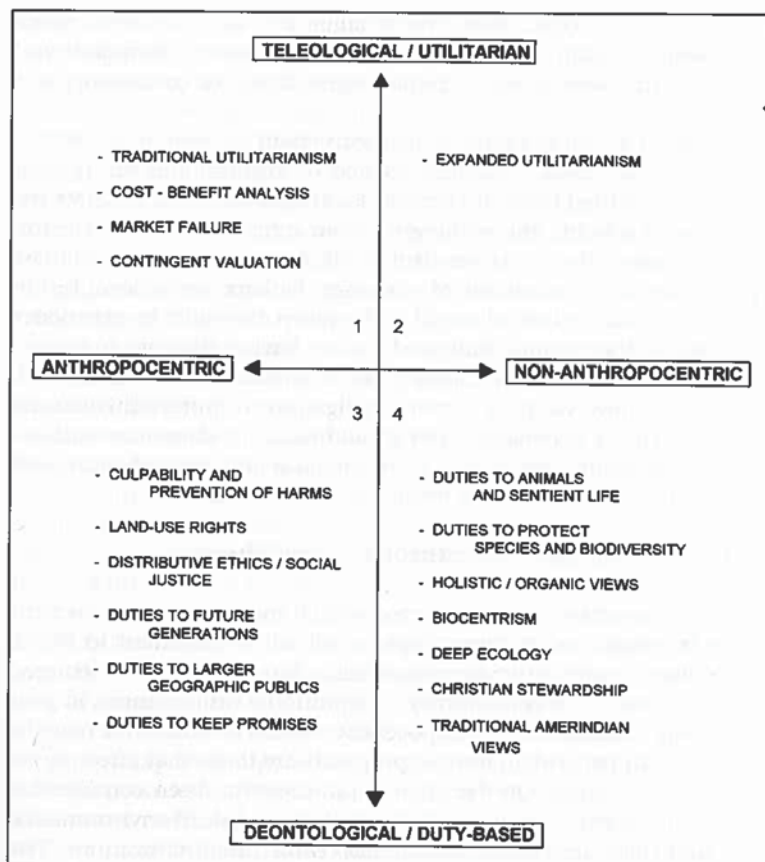 TELEOLOGICAL / UTILITARIAN
- TRADITIONAL UTILITARIANISM
- COST - BENEFIT ANALYSIS
- MARKET FAILURE
- CONTINGENT VALUATION
- EXPANDED UTILITARIANISM
1 2
ANTHROPOCENTRIC
NON-ANTHROPOCENTRIC
3 4
- CULPABILITY AND
PREVENTION OF HARMS
- LAND-USE RIGHTS
- DISTRIBUTIVE ETHICS / SOCIAL
JUSTICE
- DUTIES TO FUTURE
GENERATIONS
- DUTIES TO LARGER
GEOGRAPHIC PUBLICS
- DUTIES TO KEEP PROMISES
- DUTIES TO ANIMALS
AND SENTIENT LIFE
- DUTIES TO PROTECT
SPECIES AND BIODIVERSITY
- HOLISTIC / ORGANIC VIEWS
- BIOCENTRISM
- DEEP ECOLOGY
- CHRISTIAN STEWARDSHIP
- TRADITIONAL AMERINDIAN
VIEWS
DEONTOLOGICAL / DUTY-BASED